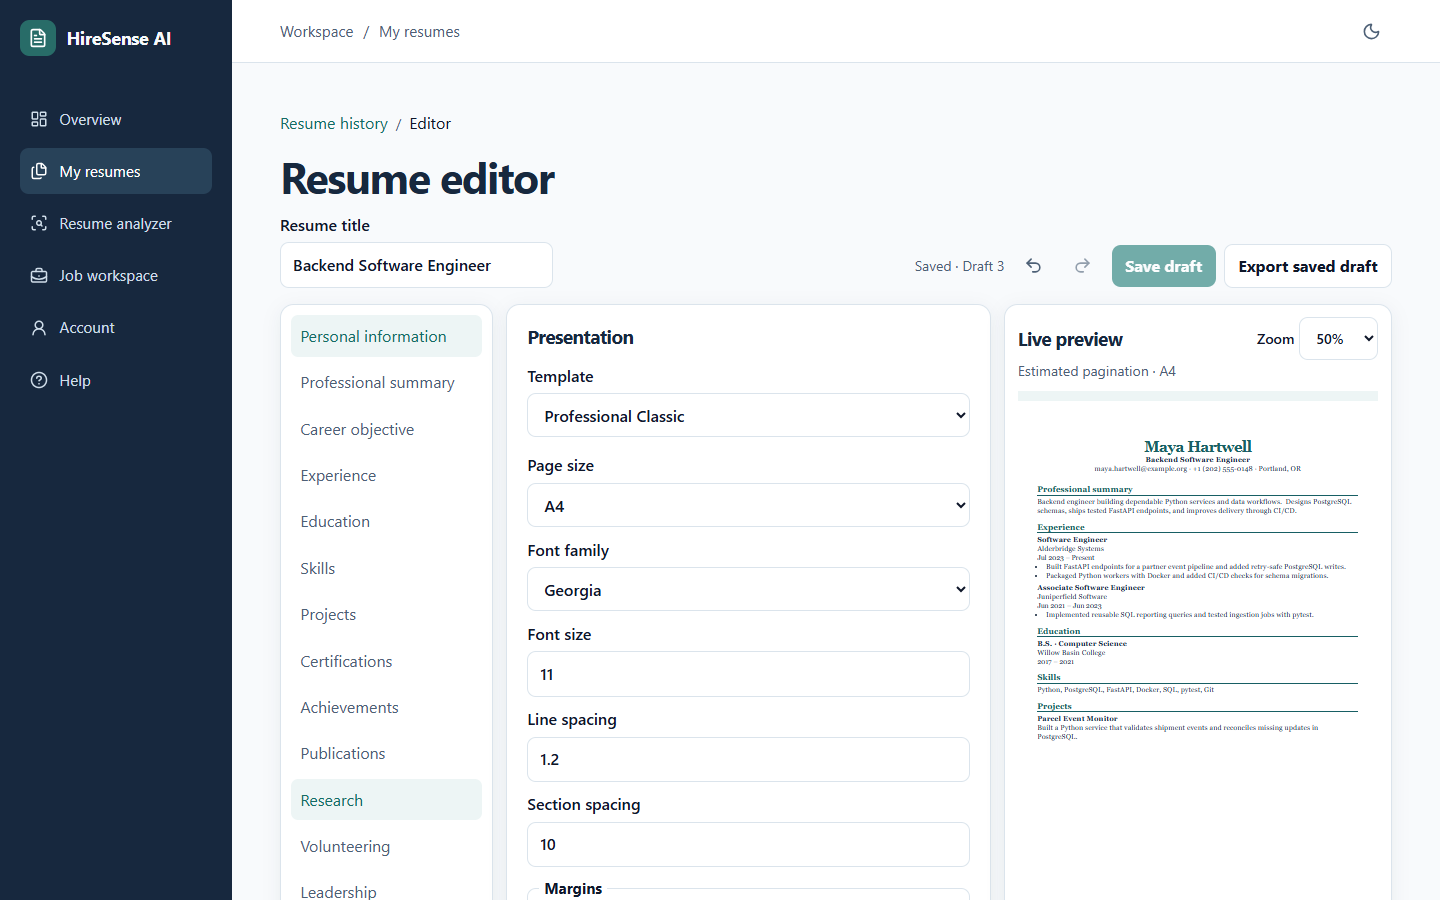 HireSense AI
Overview
My resumes
Resume analyzer
Job workspace
Account
Help
Workspace / My resumes
Resume history / Editor
Resume editor
Resume title
Backend Software Engineer
Saved · Draft 3
Save draft
Export saved draft
Personal information
Professional summary
Career objective
Experience
Education
Skills
Projects
Certifications
Achievements
Publications
Research
Volunteering
Leadership
Presentation
Template
Professional Classic
Page size
A4
Font family
Georgia
Font size
11
Line spacing
1.2
Section spacing
10
Margins
Live preview
Zoom 50%
Estimated pagination · A4
Maya Hartwell
Backend Software Engineer
maya.hartwell@example.org · +1 (202) 555-0148 · Portland, OR
Professional summary
Backend engineer building dependable Python services and data workflows. Designs PostgreSQL
schemas, ships tested FastAPI endpoints, and improves delivery through CI/CD.
Experience
Software Engineer
Alderbridge Systems
Jul 2023 – Present
• Built FastAPI endpoints for a partner event pipeline and added retry-safe PostgreSQL writes.
• Packaged Python workers with Docker and added CI/CD checks for schema migrations.
Associate Software Engineer
Juniperfield Software
Jun 2021 – Jun 2023
• Implemented reusable SQL reporting queries and tested ingestion jobs with pytest.
Education
B.S. · Computer Science
Willow Basin College
2017 – 2021
Skills
Python, PostgreSQL, FastAPI, Docker, SQL, pytest, Git
Projects
Parcel Event Monitor
Built a Python service that validates shipment events and reconciles missing updates in
PostgreSQL.